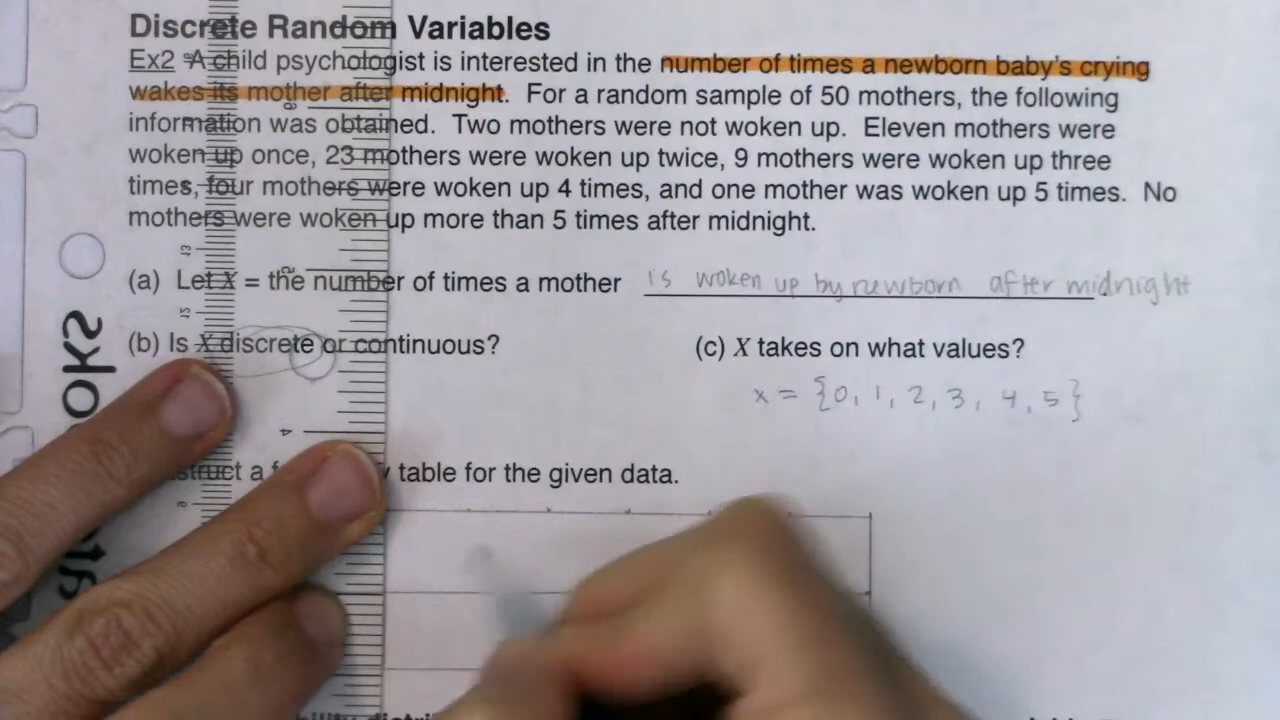 Discrete Random Variables
Ex2 A child psychologist is interested in the number of times a newborn baby's crying
wakes its mother after midnight. For a random sample of 50 mothers, the following
information was obtained. Two mothers were not woken up. Eleven mothers were
woken up once, 23 mothers were woken up twice, 9 mothers were woken up three
times, four mothers were woken up 4 times, and one mother was woken up 5 times. No
mothers were woken up more than 5 times after midnight.
(a) Let X = the number of times a mother is woken up by newborn after midnight
(b) Is X discrete or continuous? (c) X takes on what values?
x = {0, 1, 2, 3, 4, 5}
a table for the given data.